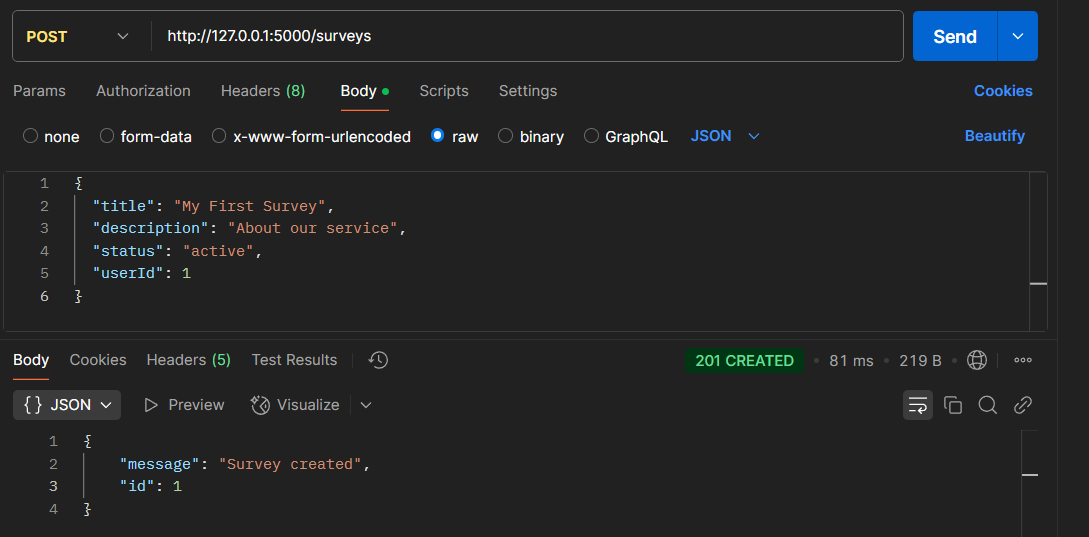 POST http://127.0.0.1:5000/surveys Send
Params Authorization Headers (8) Body Scripts Settings Cookies
none form-data x-www-form-urlencoded raw binary GraphQL JSON Beautify
1 {
2 "title": "My First Survey",
3 "description": "About our service",
4 "status": "active",
5 "userId": 1
6 }
Body Cookies Headers (5) Test Results 201 CREATED • 81 ms • 219 B •
{} JSON Preview Visualize
1 {
2 "message": "Survey created",
3 "id": 1
4 }